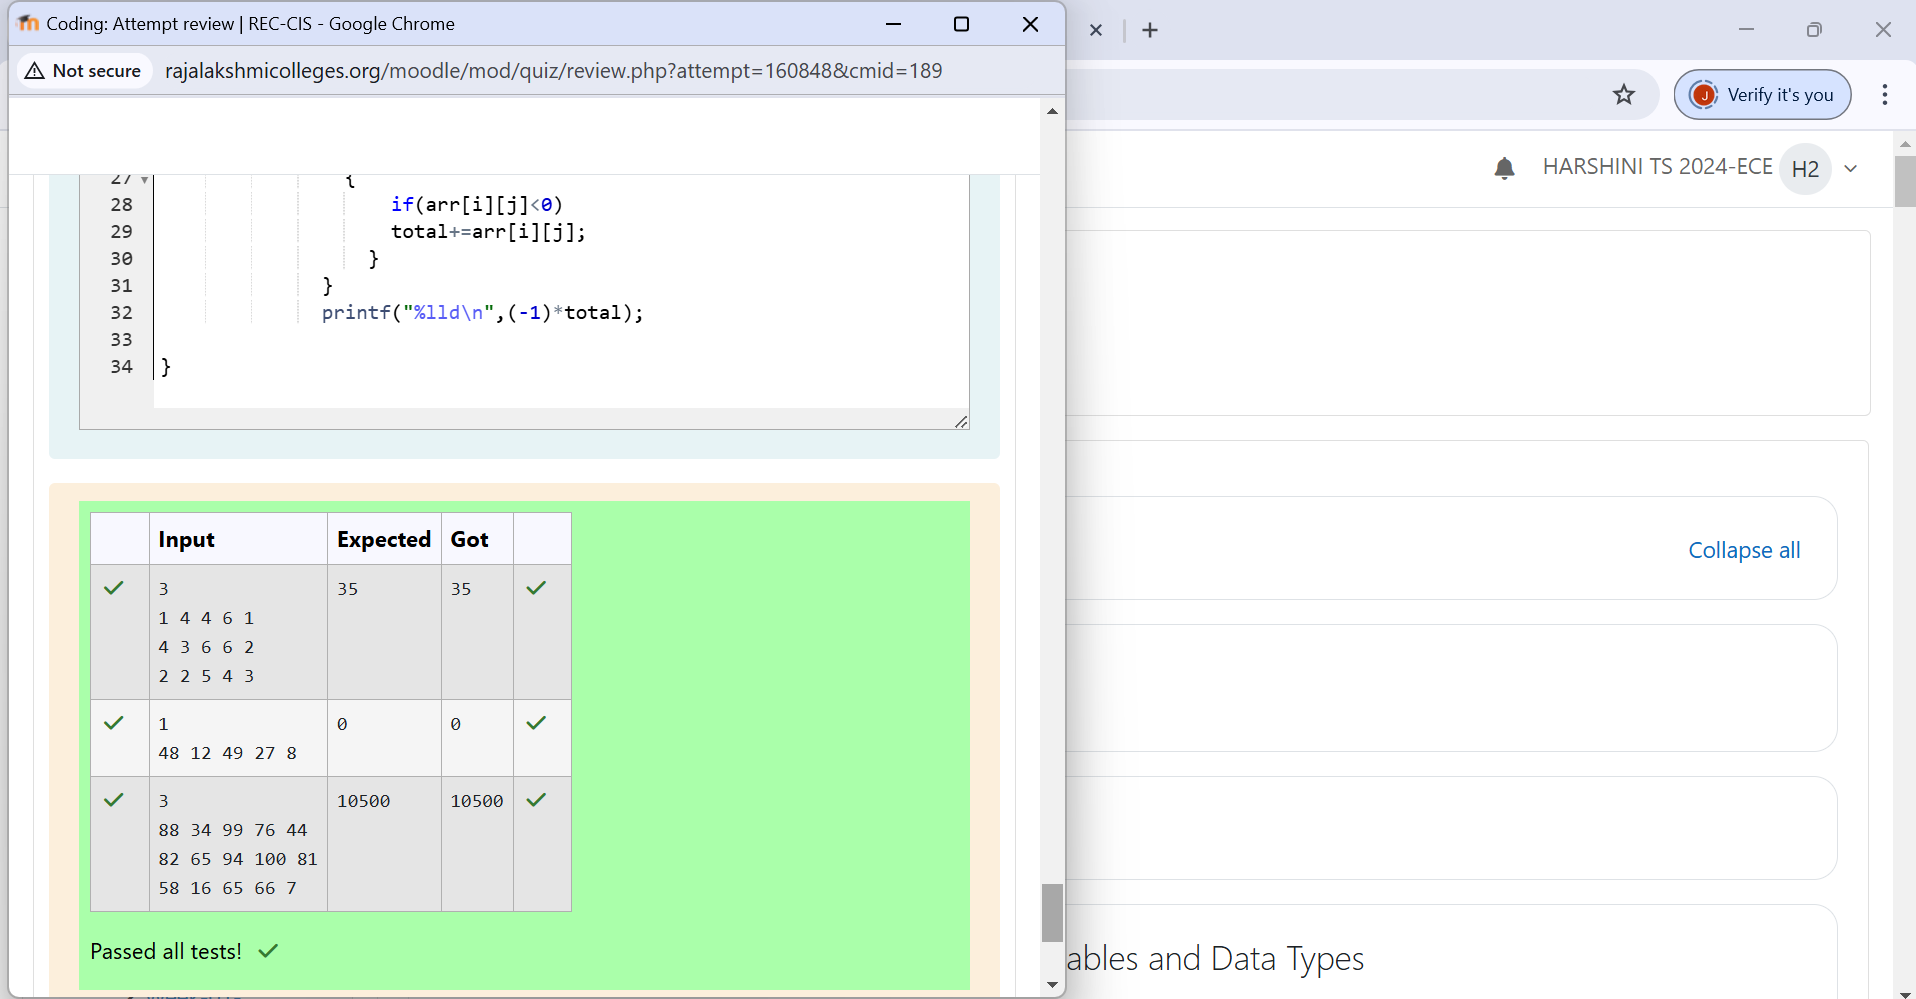 Coding: Attempt review | REC-CIS - Google Chrome
Not secure
rajalakshmicolleges.org/moodle/mod/quiz/review.php?attempt=160848&cmid=189
Verify it's you
HARSHINI TS 2024-ECE
H2
27 {
28 if(arr[i][j]<0)
29 total+=arr[i][j];
30 }
31 }
32 printf("%lld\n",(-1)*total);
33
34 }
Input Expected Got
3 35 35
1 4 4 6 1
4 3 6 6 2
2 2 5 4 3
1 0 0
48 12 49 27 8
3 10500 10500
88 34 99 76 44
82 65 94 100 81
58 16 65 66 7
Passed all tests!
Collapse all
ables and Data Types